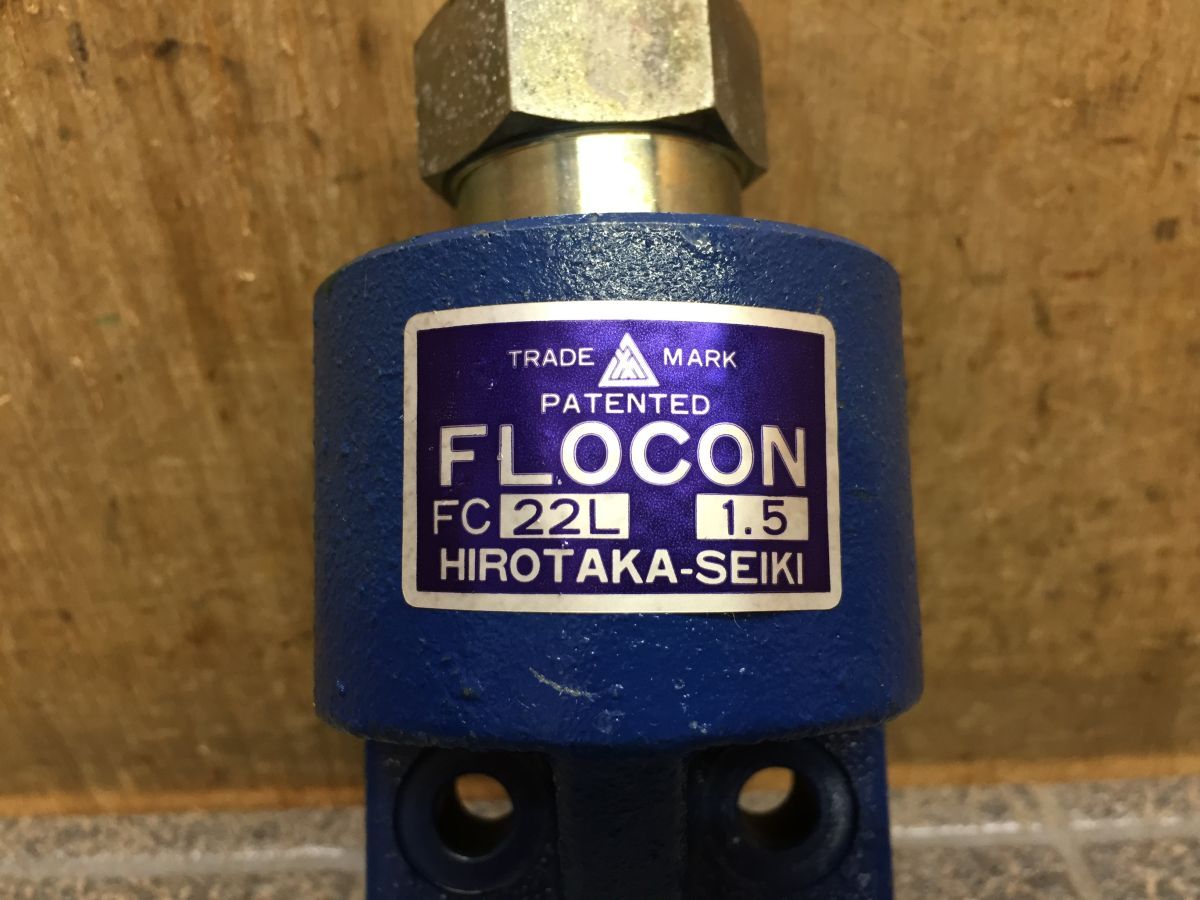 TRADE MARK
PATENTED
FLOCON
FC 22L 1.5
HIROTAKA-SEIKI